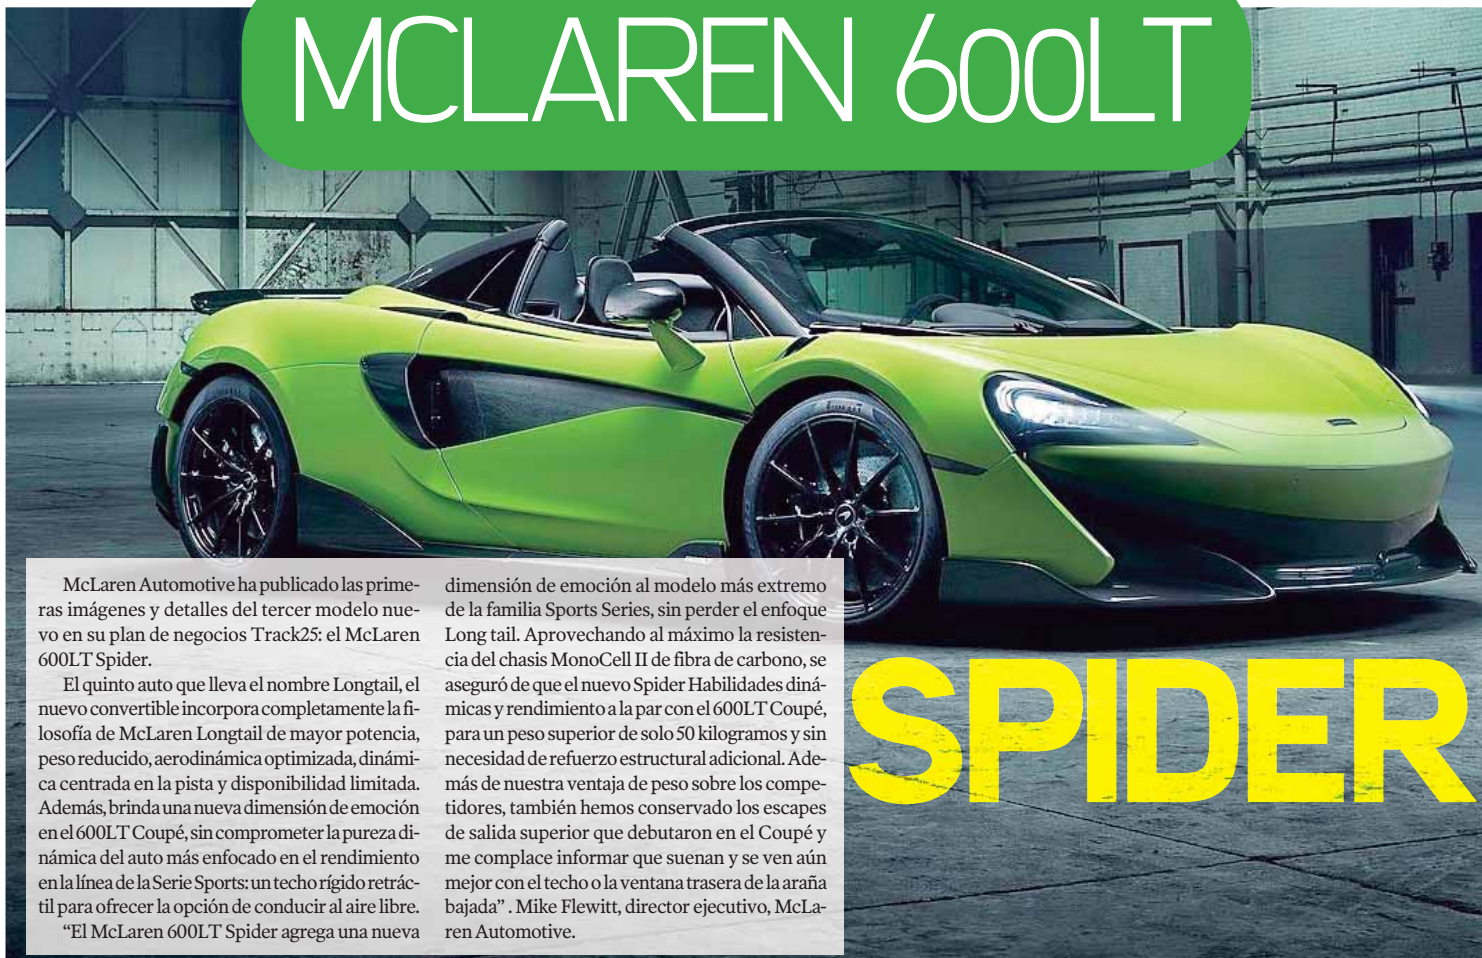 MCLAREN 600LT
McLaren Automotive ha publicado las prime-
ras imágenes y detalles del tercer modelo nue-
vo en su plan de negocios Track25: el McLaren
600LT Spider.
El quinto auto que lleva el nombre Longtail, el
nuevo convertible incorpora completamente la fi-
losofía de McLaren Longtail de mayor potencia,
peso reducido, aerodinámica optimizada, dinámi-
ca centrada en la pista y disponibilidad limitada.
Además, brinda una nueva dimensión de emoción
en el 600LT Coupé, sin comprometer la pureza di-
námica del auto más enfocado en el rendimiento
en la línea de la Serie Sports: un techo rígido retrác-
til para ofrecer la opción de conducir al aire libre.
“El McLaren 600LT Spider agrega una nueva
dimensión de emoción al modelo más extremo
de la familia Sports Series, sin perder el enfoque
Long tail. Aprovechando al máximo la resisten-
cia del chasis MonoCell II de fibra de carbono, se
aseguró de que el nuevo Spider Habilidades diná-
micas y rendimiento a la par con el 600LT Coupé,
para un peso superior de solo 50 kilogramos y sin
necesidad de refuerzo estructural adicional. Ade-
más de nuestra ventaja de peso sobre los compe-
tidores, también hemos conservado los escapes
de salida superior que debutaron en el Coupé y
me complace informar que suenan y se ven aún
mejor con el techo o la ventana trasera de la araña
bajada” . Mike Flewitt, director ejecutivo, McLa-
ren Automotive.
SPIDER